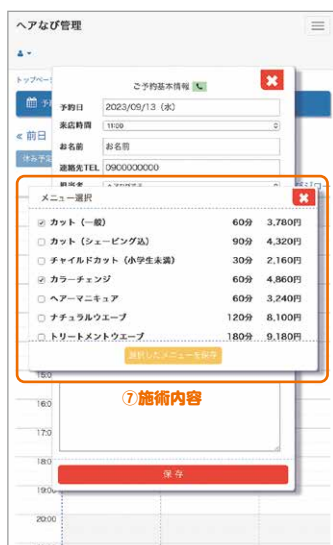 ヘアなび管理
トップページ
ご予約基本情報
予約日 2023/09/13 (水)
来店時間 11:00
« 前日
お名前 お名前
休み予定
連絡先TEL 0900000000
担当者
メニュー選択
カット（一般） 60分 3,780円
カット（シェービング込） 90分 4,320円
チャイルドカット（小学生未満） 30分 2,160円
カラーチェンジ 60分 4,860円
ヘアーマニキュア 60分 3,240円
ナチュラルウエーブ 120分 8,100円
トリートメントウエーブ 180分 9,180円
選択したメニューを保存
15:0
⑦施術内容
16:0
17:0
18:0
保存
19:0
20:00